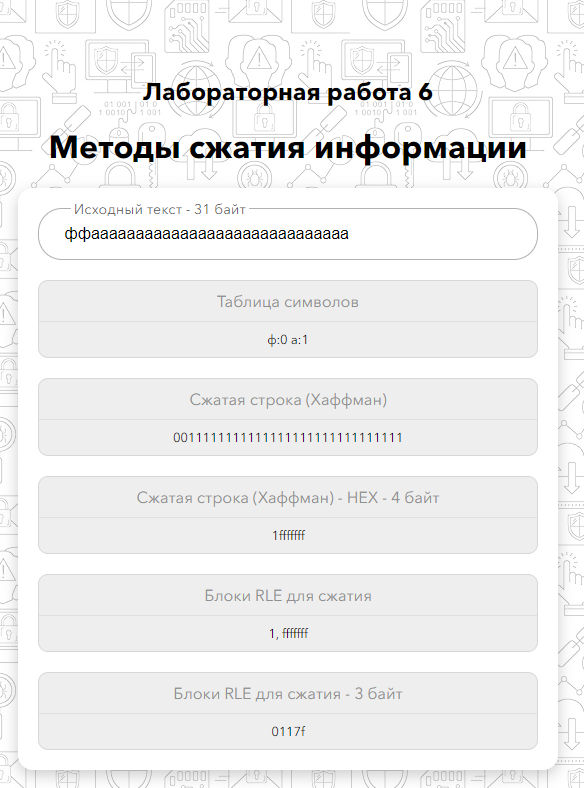 Лабораторная работа 6
Методы сжатия информации
Исходный текст - 31 байт
ффааааааааааааааааааааааааааааа
Таблица символов
ф:0 а:1
Сжатая строка (Хаффман)
0011111111111111111111111111111
Сжатая строка (Хаффман) - HEX - 4 байт
1fffffff
Блоки RLE для сжатия
1, fffffff
Блоки RLE для сжатия - 3 байт
0117f